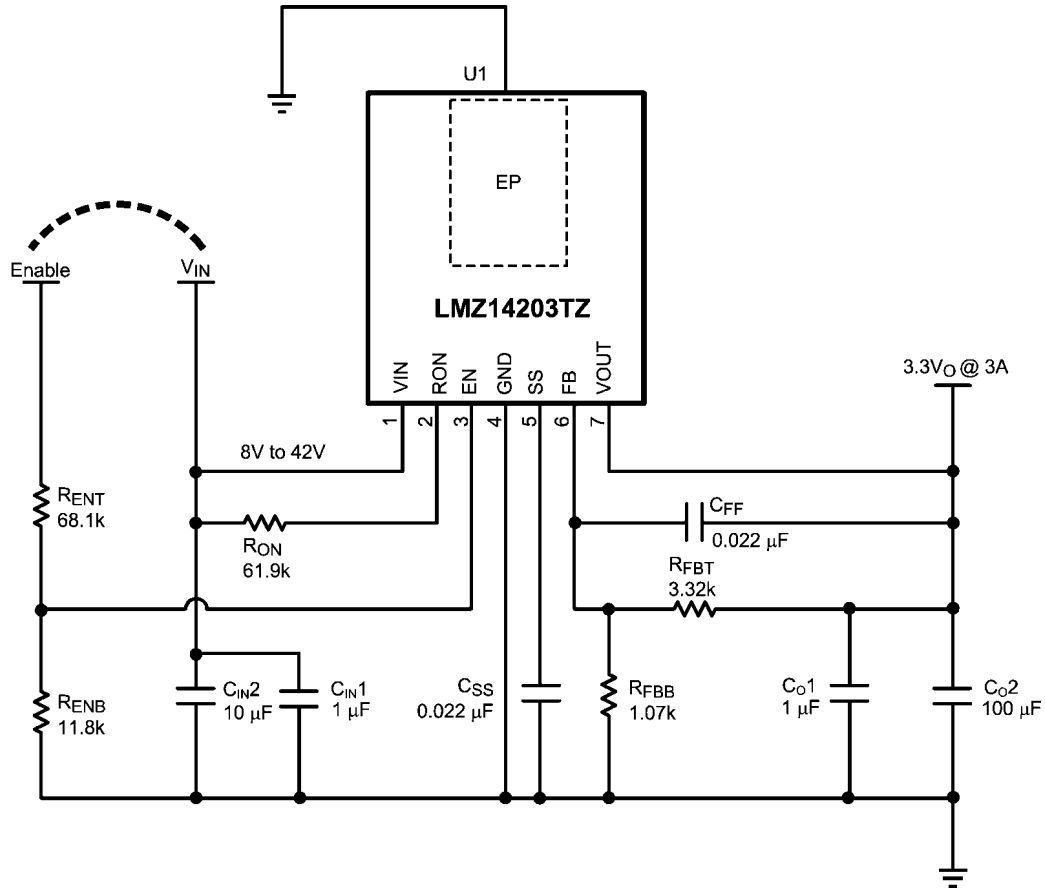 U1
EP
Enable
VIN
LMZ14203TZ
VIN
RON
EN
GND
SS
FB
VOUT
3.3VO @ 3A
1
2
3
4
5
6
7
8V to 42V
RENT
68.1k
RON
61.9k
CFF
0.022 µF
RFBT
3.32k
RENB
11.8k
CIN2
10 µF
CIN1
1 µF
CSS
0.022 µF
RFBB
1.07k
CO1
1 µF
CO2
100 µF